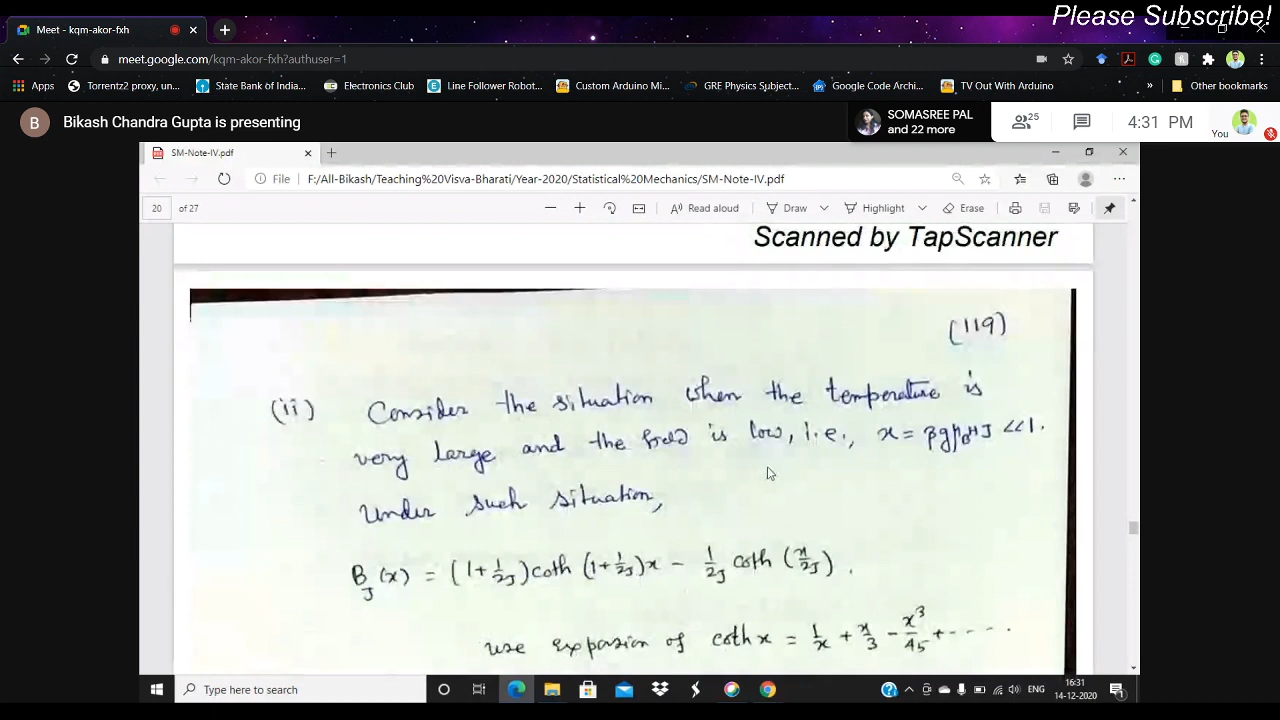 Please Subscribe!
Meet - kqm-akor-fxh
meet.google.com/kqm-akor-fxh?authuser=1
Apps Torrentz2 proxy, un... State Bank of India... Electronics Club Line Follower Robot... Custom Arduino Mi... GRE Physics Subject... Google Code Archi... TV Out With Arduino » Other bookmarks
B Bikash Chandra Gupta is presenting
SOMASREE PAL
and 22 more
25
4:31 PM
You
SM-Note-IV.pdf
File F:/All-Bikash/Teaching%20Visva-Bharati/Year-2020/Statistical%20Mechanics/SM-Note-IV.pdf
20 of 27 Read aloud Draw Highlight Erase
Scanned by TapScanner
(119)
(ii) Consider the situation when the temperature is
very large and the field is low, i.e., x = βgμ_BHJ <<1.
Under such situation,
B_J(x) = (1+1/2J) coth (1+1/2J)x - 1/2J coth (x/2J).
use expasion of coth x = 1/x + x/3 - x³/45 + ----.
Type here to search
ENG
16:31
14-12-2020
1